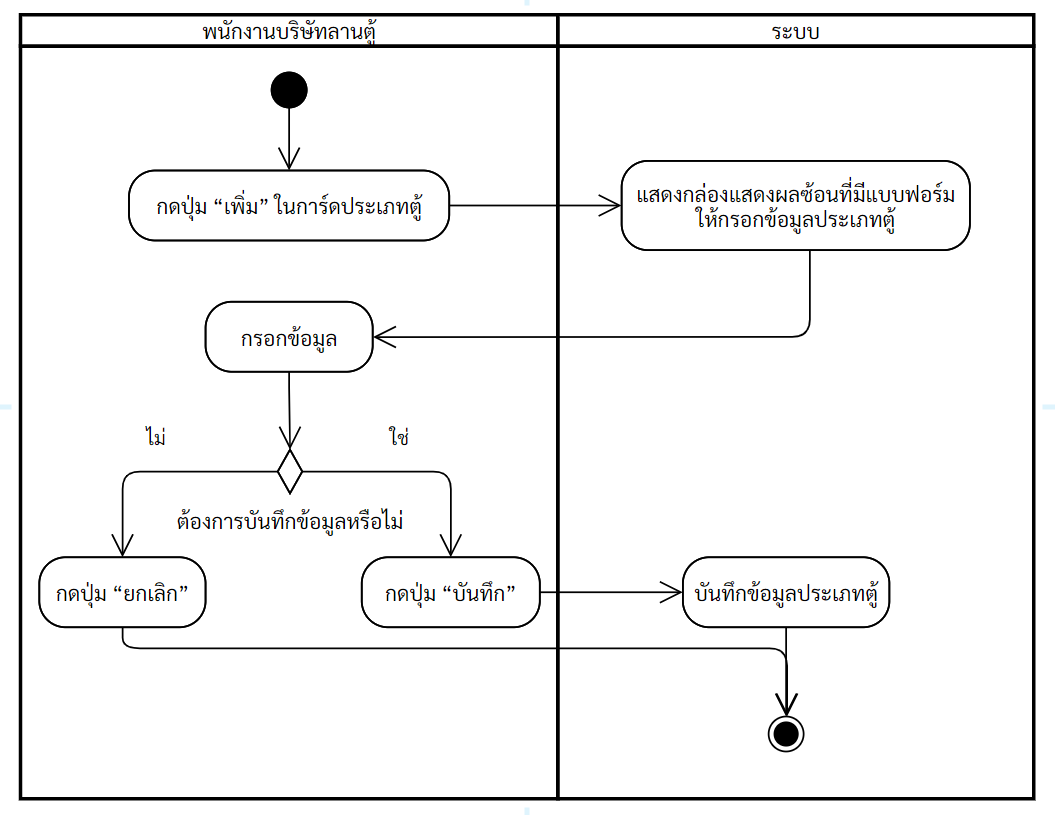 พนักงานบริษัทลานตู้
ระบบ
กดปุ่ม “เพิ่ม” ในการ์ดประเภทตู้
แสดงกล่องแสดงผลซ้อนที่มีแบบฟอร์ม
ให้กรอกข้อมูลประเภทตู้
กรอกข้อมูล
ไม่
ใช่
ต้องการบันทึกข้อมูลหรือไม่
กดปุ่ม “ยกเลิก”
กดปุ่ม “บันทึก”
บันทึกข้อมูลประเภทตู้